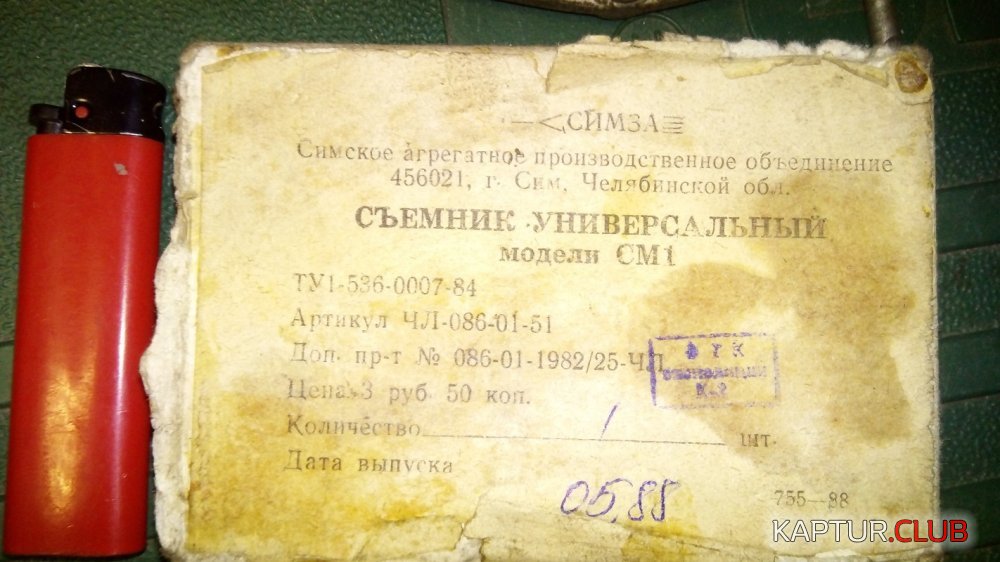 СИМЗА
Симское агрегатное производственное объединение
456021, г. Сим, Челябинской обл.
СЪЕМНИК УНИВЕРСАЛЬНЫЙ
модели СМ1
ТУ1-536-0007-84
Артикул ЧЛ-086-01-51
Доп. пр-т № 086-01-1982/25-ЧЛ
Цена 3 руб. 50 коп.
Количество 1 шт.
Дата выпуска
05.88
755—88
KAPTUR.CLUB